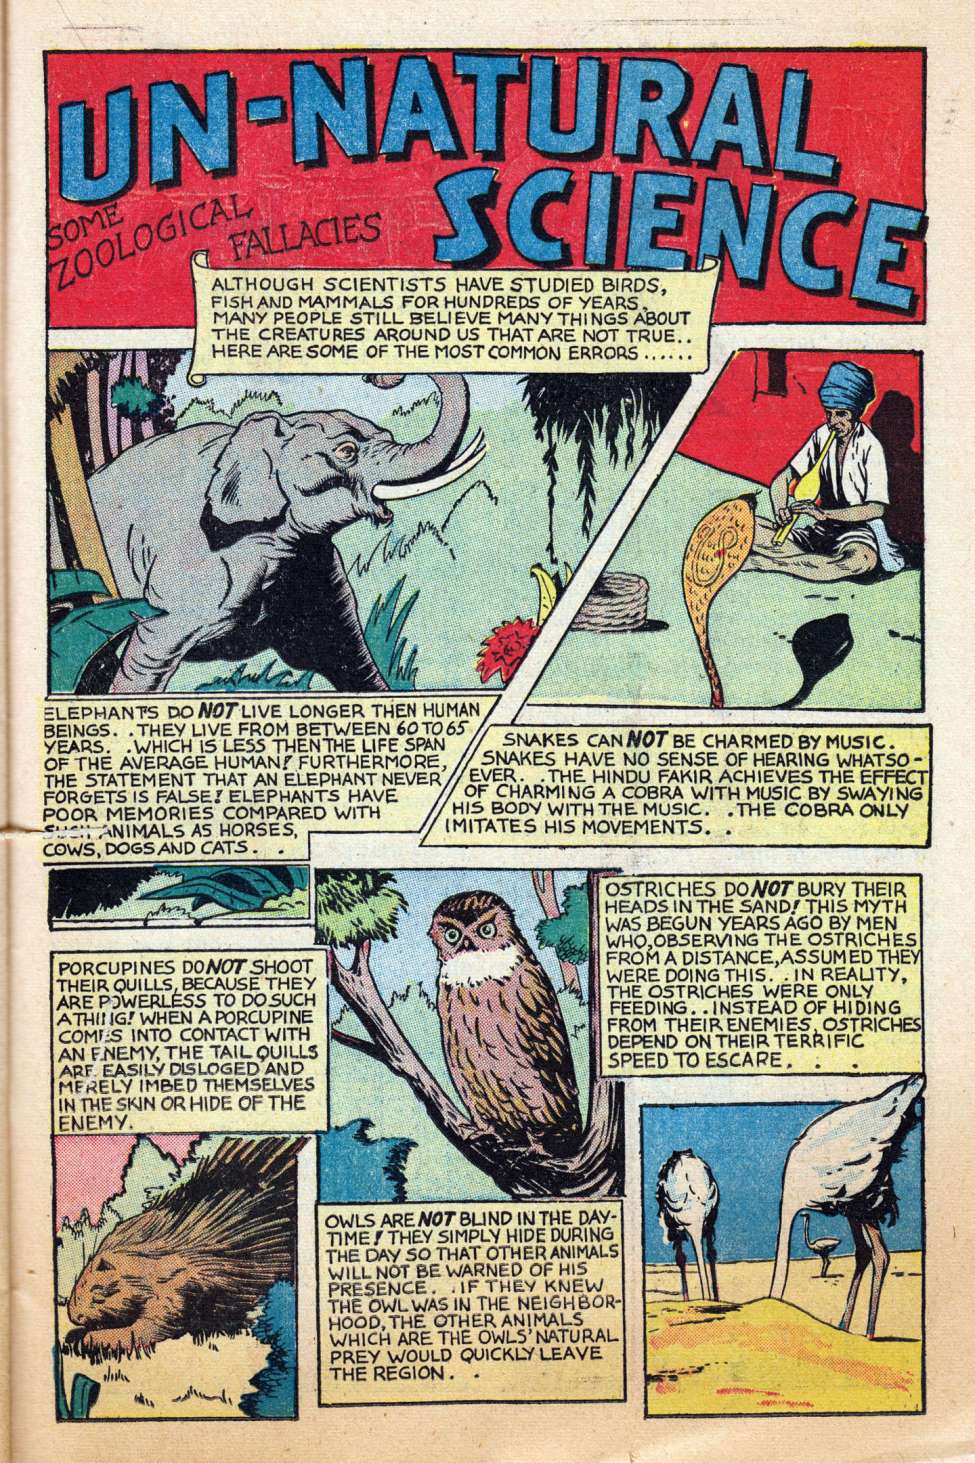 UN-NATURAL
SCIENCE
SOME
ZOOLOGICAL
FALLACIES
ALTHOUGH SCIENTISTS HAVE STUDIED BIRDS,
FISH AND MAMMALS FOR HUNDREDS OF YEARS,
MANY PEOPLE STILL BELIEVE MANY THINGS ABOUT
THE CREATURES AROUND US THAT ARE NOT TRUE..
HERE ARE SOME OF THE MOST COMMON ERRORS......
ELEPHANTS DO NOT LIVE LONGER THEN HUMAN
BEINGS. . .THEY LIVE FROM BETWEEN 60 TO 65
YEARS. . .WHICH IS LESS THEN THE LIFE SPAN
OF THE AVERAGE HUMAN! FURTHERMORE,
THE STATEMENT THAT AN ELEPHANT NEVER
FORGETS IS FALSE! ELEPHANTS HAVE
POOR MEMORIES COMPARED WITH
SUCH ANIMALS AS HORSES,
COWS, DOGS AND CATS. . .
SNAKES CAN NOT BE CHARMED BY MUSIC.
SNAKES HAVE NO SENSE OF HEARING WHATSO-
EVER. . .THE HINDU FAKIR ACHIEVES THE EFFECT
OF CHARMING A COBRA WITH MUSIC BY SWAYING
HIS BODY WITH THE MUSIC. . .THE COBRA ONLY
IMITATES HIS MOVEMENTS. . .
PORCUPINES DO NOT SHOOT
THEIR QUILLS, BECAUSE THEY
ARE POWERLESS TO DO SUCH
A THING! WHEN A PORCUPINE
COMES INTO CONTACT WITH
AN ENEMY, THE TAIL QUILLS
ARE EASILY DISLOGED AND
MERELY IMBED THEMSELVES
IN THE SKIN OR HIDE OF THE
ENEMY.
OWLS ARE NOT BLIND IN THE DAY-
TIME! THEY SIMPLY HIDE DURING
THE DAY SO THAT OTHER ANIMALS
WILL NOT BE WARNED OF HIS
PRESENCE. . .IF THEY KNEW
THE OWL WAS IN THE NEIGHBOR-
HOOD, THE OTHER ANIMALS
WHICH ARE THE OWLS' NATURAL
PREY WOULD QUICKLY LEAVE
THE REGION. . .
OSTRICHES DO NOT BURY THEIR
HEADS IN THE SAND! THIS MYTH
WAS BEGUN YEARS AGO BY MEN
WHO, OBSERVING THE OSTRICHES
FROM A DISTANCE, ASSUMED THEY
WERE DOING THIS. . .IN REALITY,
THE OSTRICHES WERE ONLY
FEEDING. . .INSTEAD OF HIDING
FROM THEIR ENEMIES, OSTRICHES
DEPEND ON THEIR TERRIFIC
SPEED TO ESCAPE. . . .